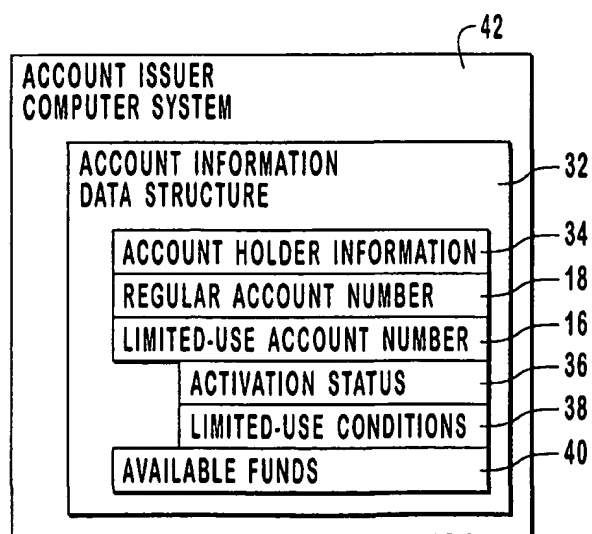 42
ACCOUNT ISSUER
COMPUTER SYSTEM
ACCOUNT INFORMATION
DATA STRUCTURE
32
ACCOUNT HOLDER INFORMATION
34
REGULAR ACCOUNT NUMBER
18
LIMITED-USE ACCOUNT NUMBER
16
ACTIVATION STATUS
36
LIMITED-USE CONDITIONS
38
AVAILABLE FUNDS
40